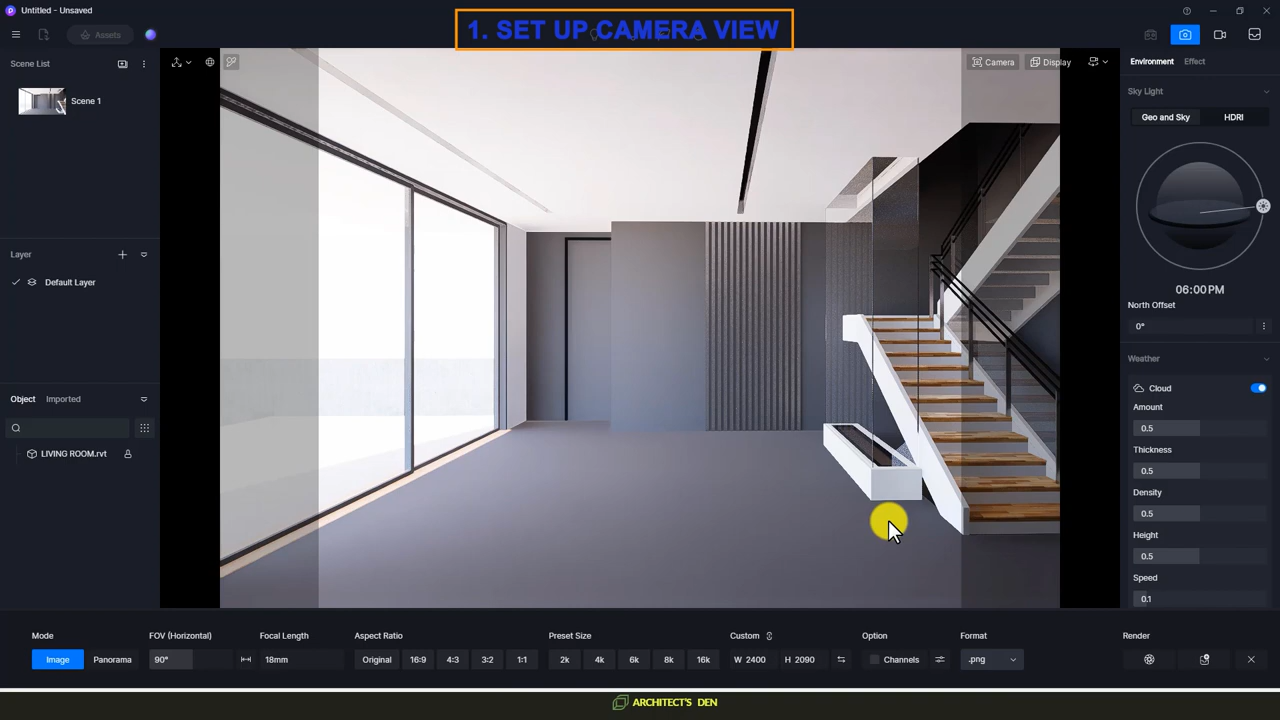 Untitled - Unsaved
1. SET UP CAMERA VIEW
Assets
Scene List
Scene 1
Layer
Default Layer
Object
Imported
LIVING ROOM.rvt
Camera
Display
Environment
Effect
Sky Light
Geo and Sky
HDRI
06:00 PM
North Offset
0°
Weather
Cloud
Amount
0.5
Thickness
0.5
Density
0.5
Height
0.5
Speed
0.1
Mode
FOV (Horizontal)
Focal Length
Aspect Ratio
Preset Size
Custom
Option
Format
Render
Image
Panorama
90°
18mm
Original
16:9
4:3
3:2
1:1
2k
4k
6k
8k
16k
W 2400
H 2090
Channels
.png
ARCHITECT'S DEN